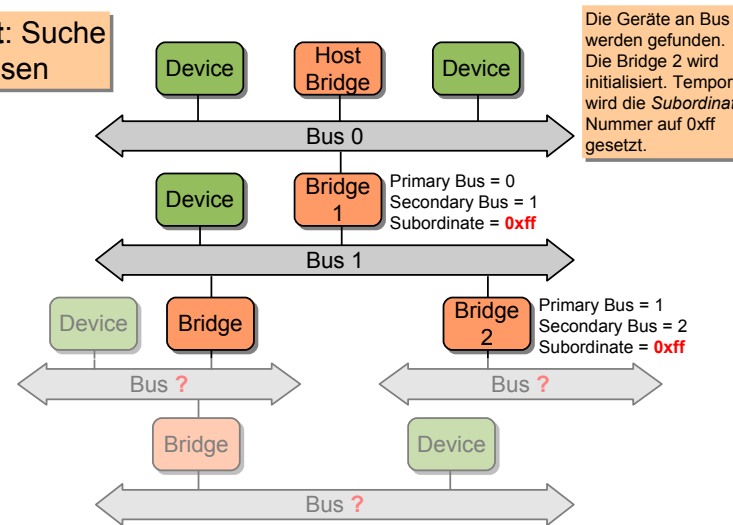 t: Suche
sen
Die Geräte an Bus
werden gefunden.
Die Bridge 2 wird
initialisiert. Tempor
wird die Subordinat
Nummer auf 0xff
gesetzt.
Device
Host
Bridge
Device
Bus 0
Device
Bridge
1
Primary Bus = 0
Secondary Bus = 1
Subordinate = 0xff
Bus 1
Device
Bridge
Bridge
2
Primary Bus = 1
Secondary Bus = 2
Subordinate = 0xff
Bus ?
Bus ?
Bridge
Device
Bus ?